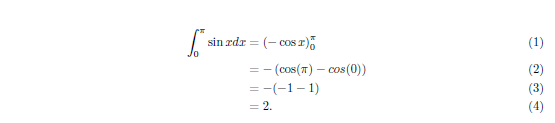 ∫₀^π sin xdx = (− cos x)₀^π (1)
= − (cos(π) − cos(0)) (2)
= −(−1 − 1) (3)
= 2. (4)